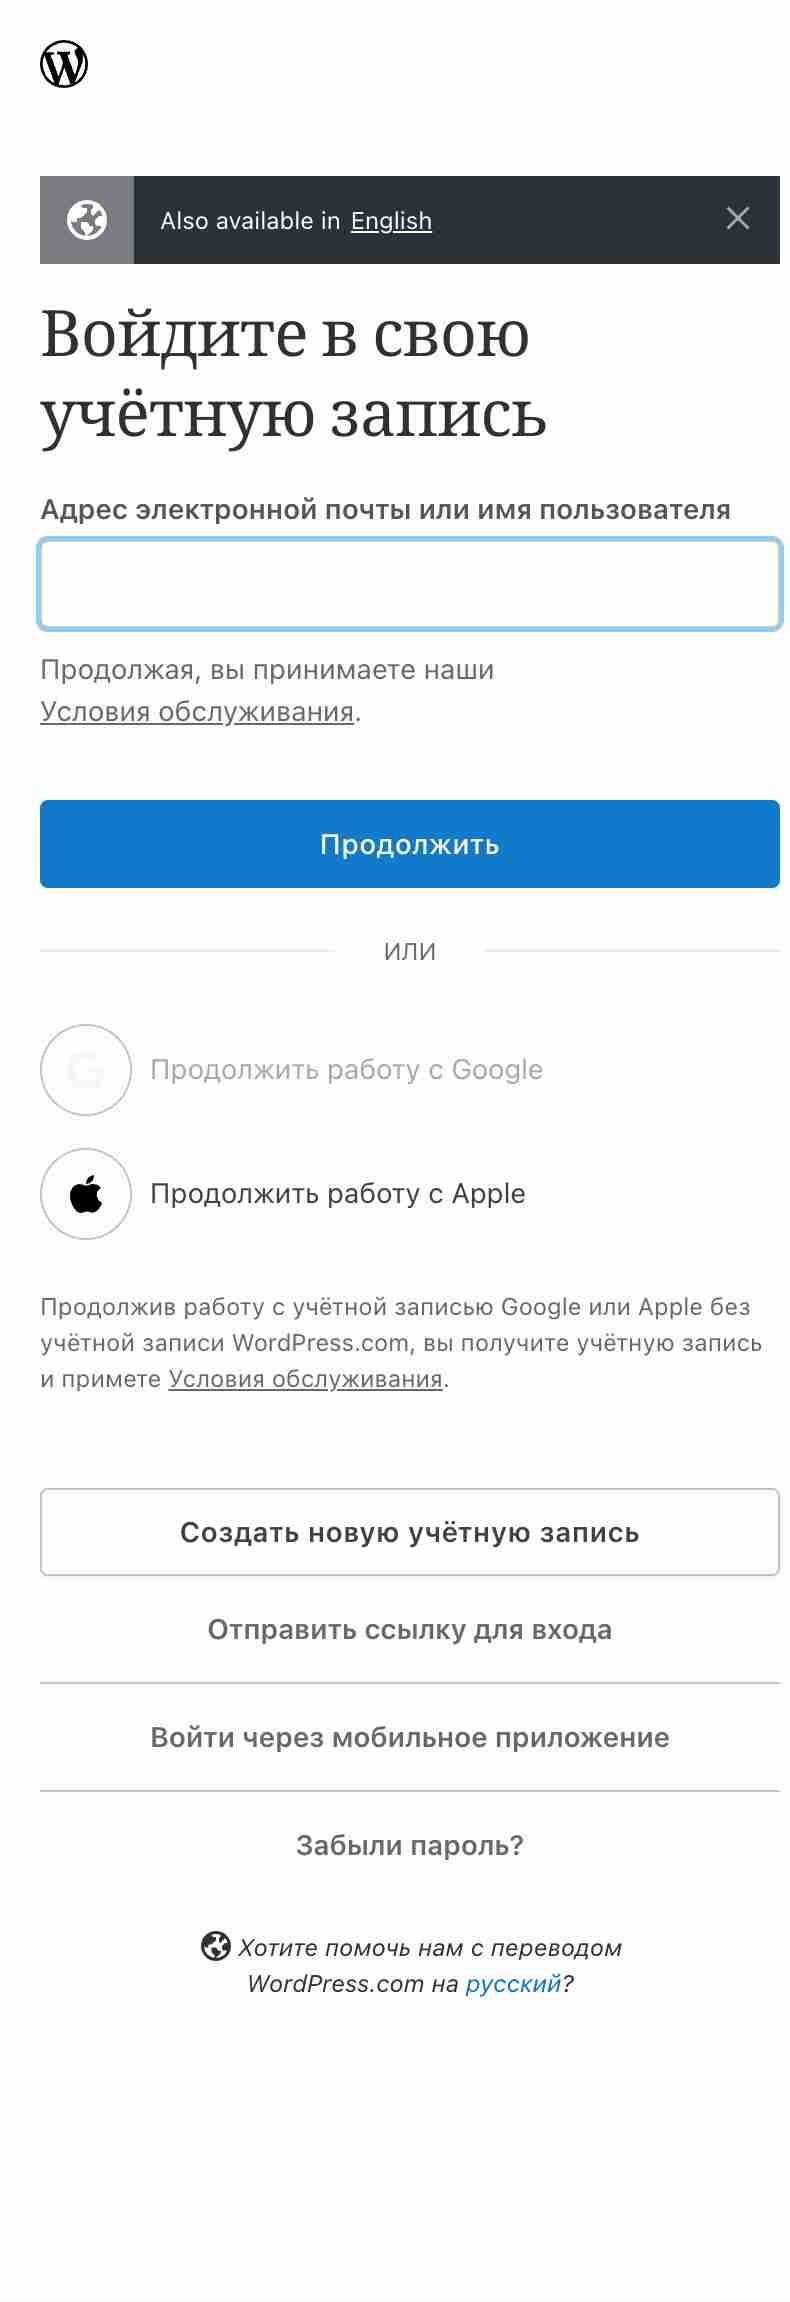 Also available in English
Войдите в свою
учётную запись
Адрес электронной почты или имя пользователя
Продолжая, вы принимаете наши
Условия обслуживания.
Продолжить
ИЛИ
Продолжить работу с Google
Продолжить работу с Apple
Продолжив работу с учётной записью Google или Apple без
учётной записи WordPress.com, вы получите учётную запись
и примете Условия обслуживания.
Создать новую учётную запись
Отправить ссылку для входа
Войти через мобильное приложение
Забыли пароль?
Хотите помочь нам с переводом
WordPress.com на русский?